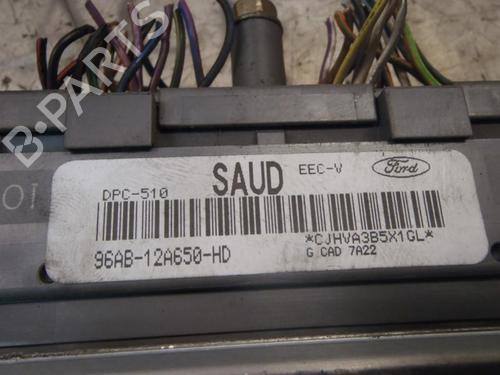 B-PARTS
DPC-510 SAUD EEC-V Ford
*CJHVA3B5X1GL*
96AB-12A650-HD G CAD 7A22